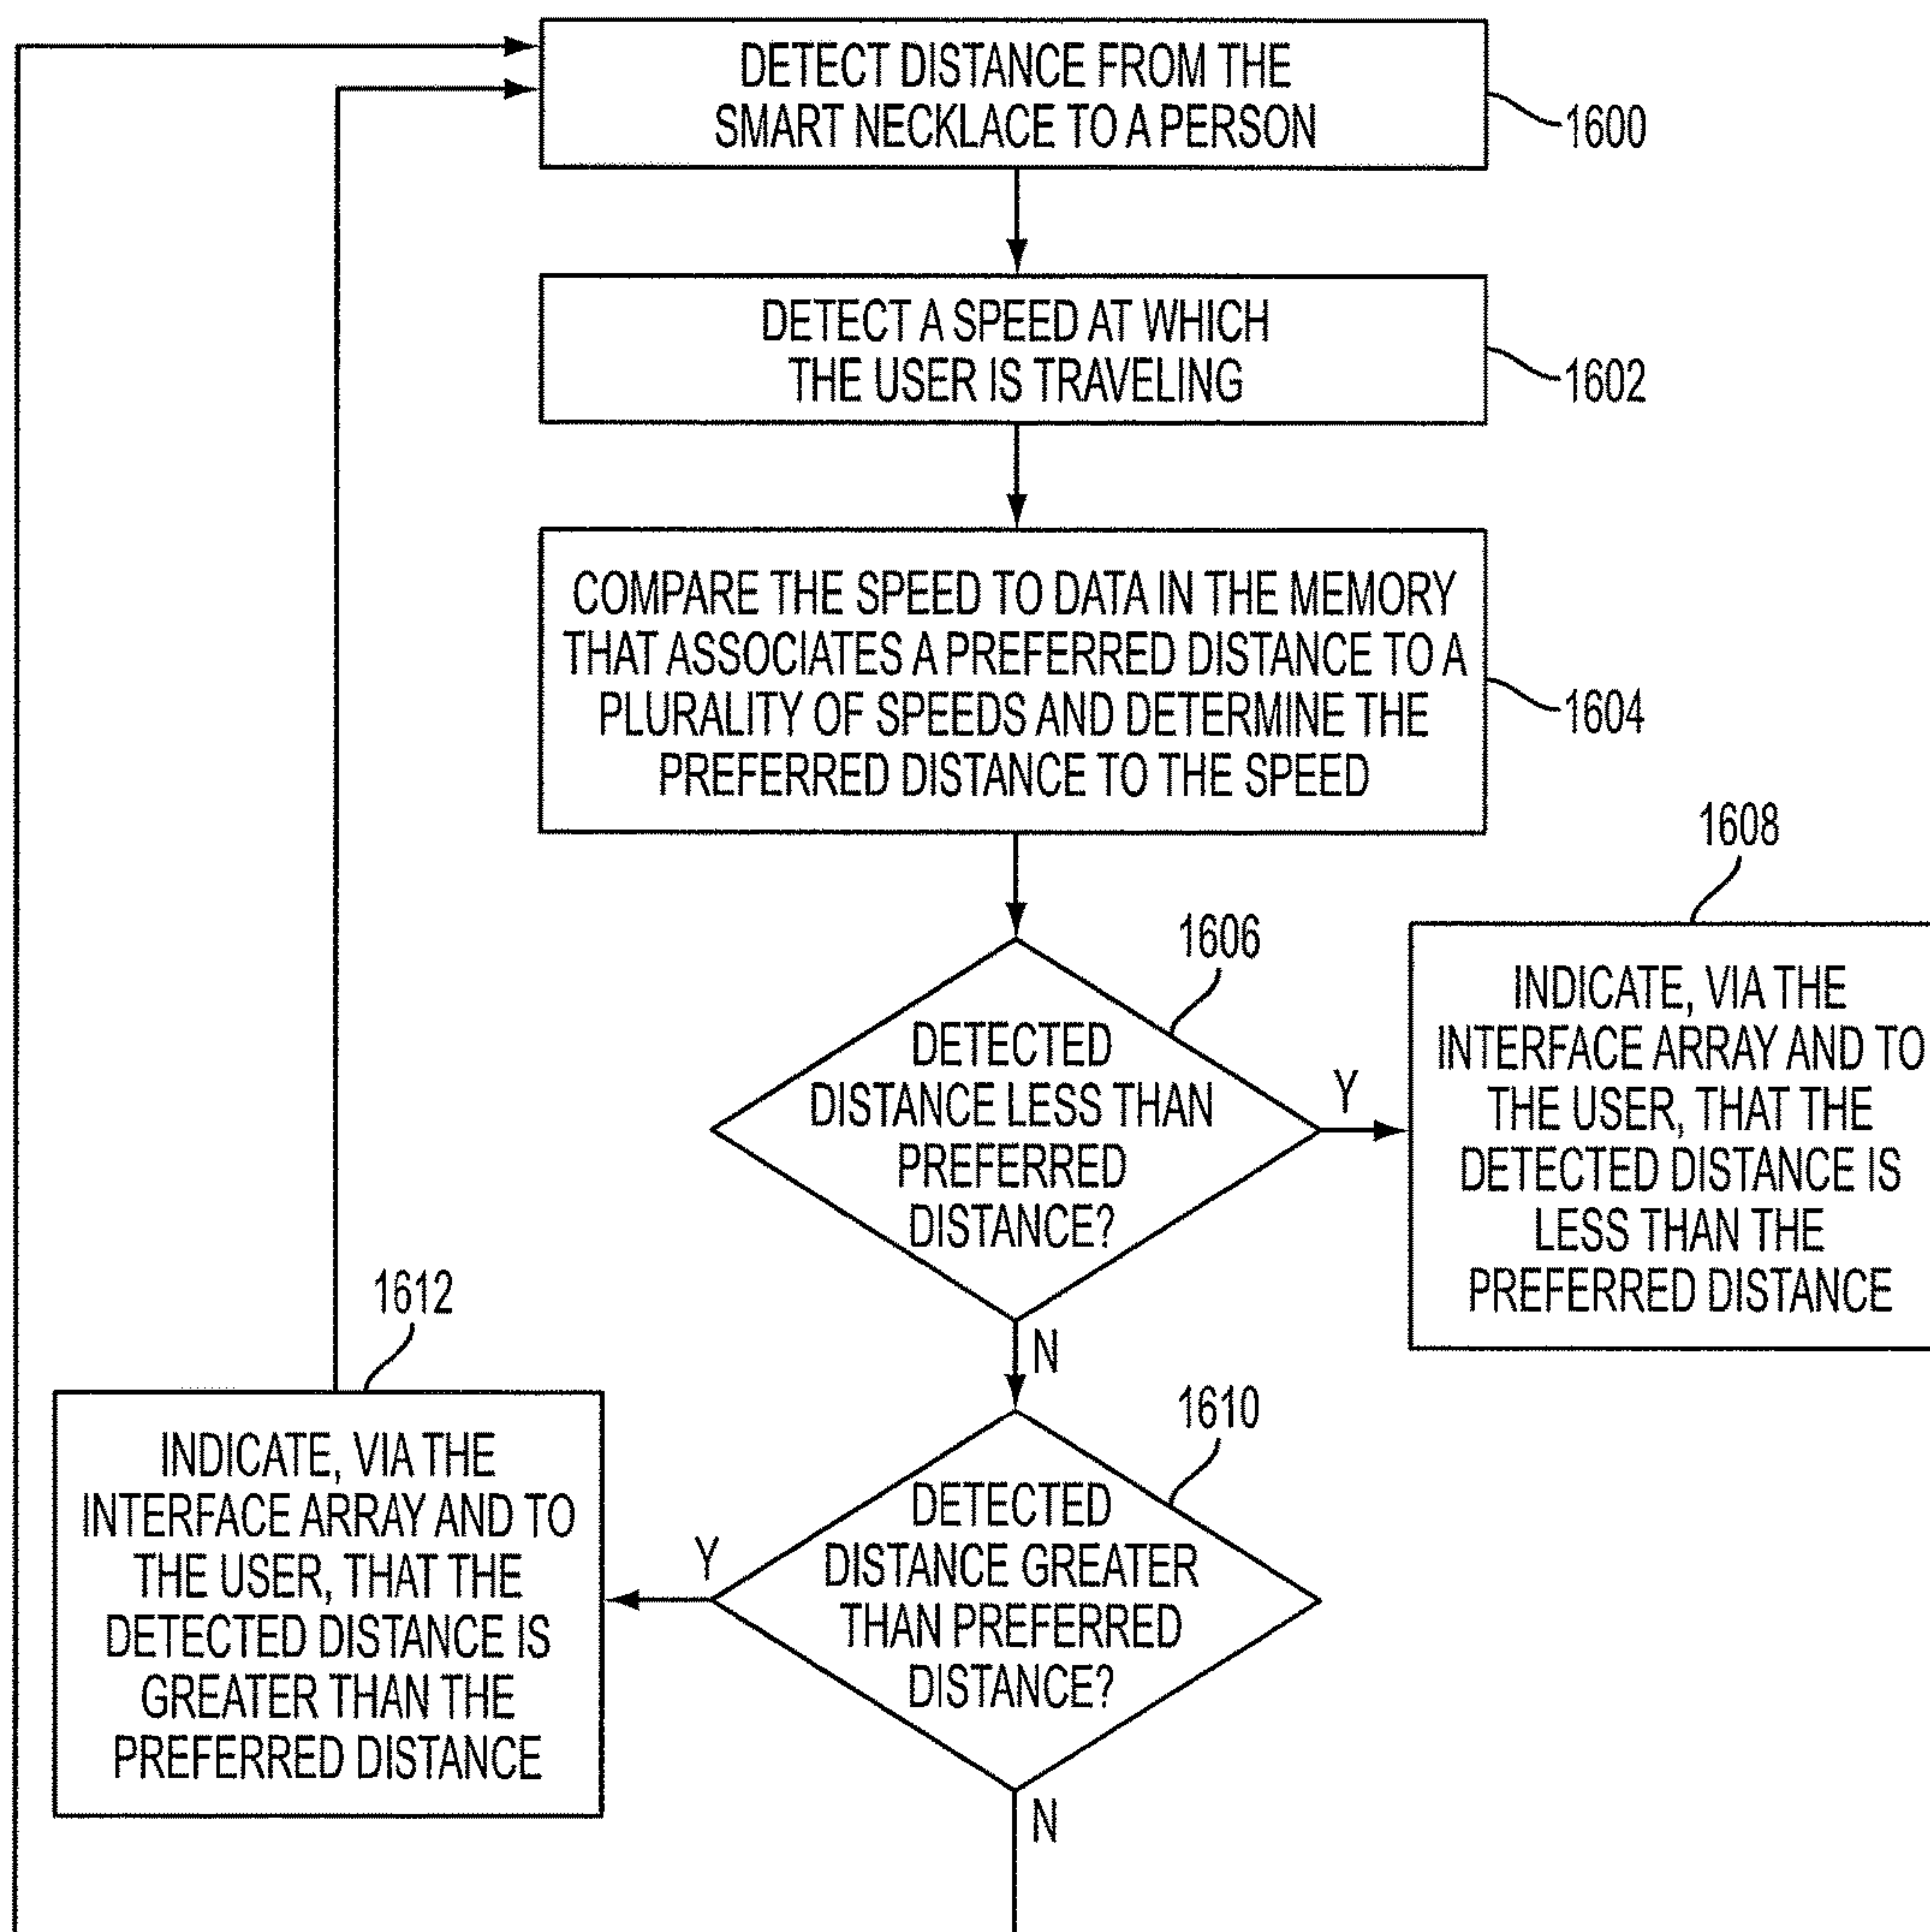 DETECT DISTANCE FROM THE
SMART NECKLACE TO A PERSON
1600
DETECT A SPEED AT WHICH
THE USER IS TRAVELING
1602
COMPARE THE SPEED TO DATA IN THE MEMORY
THAT ASSOCIATES A PREFERRED DISTANCE TO A
PLURALITY OF SPEEDS AND DETERMINE THE
PREFERRED DISTANCE TO THE SPEED
1604
1606
DETECTED
DISTANCE LESS THAN
PREFERRED
DISTANCE?
Y
N
1608
INDICATE, VIA THE
INTERFACE ARRAY AND TO
THE USER, THAT THE
DETECTED DISTANCE IS
LESS THAN THE
PREFERRED DISTANCE
1610
DETECTED
DISTANCE GREATER
THAN PREFERRED
DISTANCE?
Y
N
1612
INDICATE, VIA THE
INTERFACE ARRAY AND TO
THE USER, THAT THE
DETECTED DISTANCE IS
GREATER THAN THE
PREFERRED DISTANCE